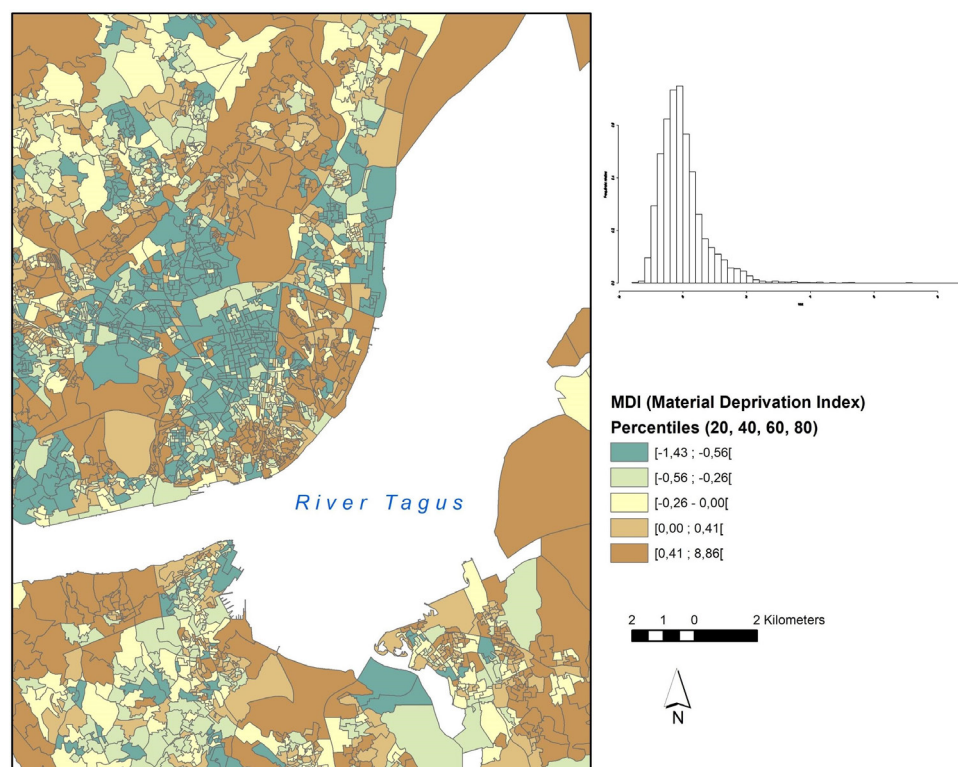 MDI (Material Deprivation Index)
Percentiles (20, 40, 60, 80)
[-1,43 ; -0,56[
[-0,56 ; -0,26[
[-0,26 - 0,00[
[0,00 ; 0,41[
[0,41 ; 8,86[
River Tagus
2 1 0 2 Kilometers
N